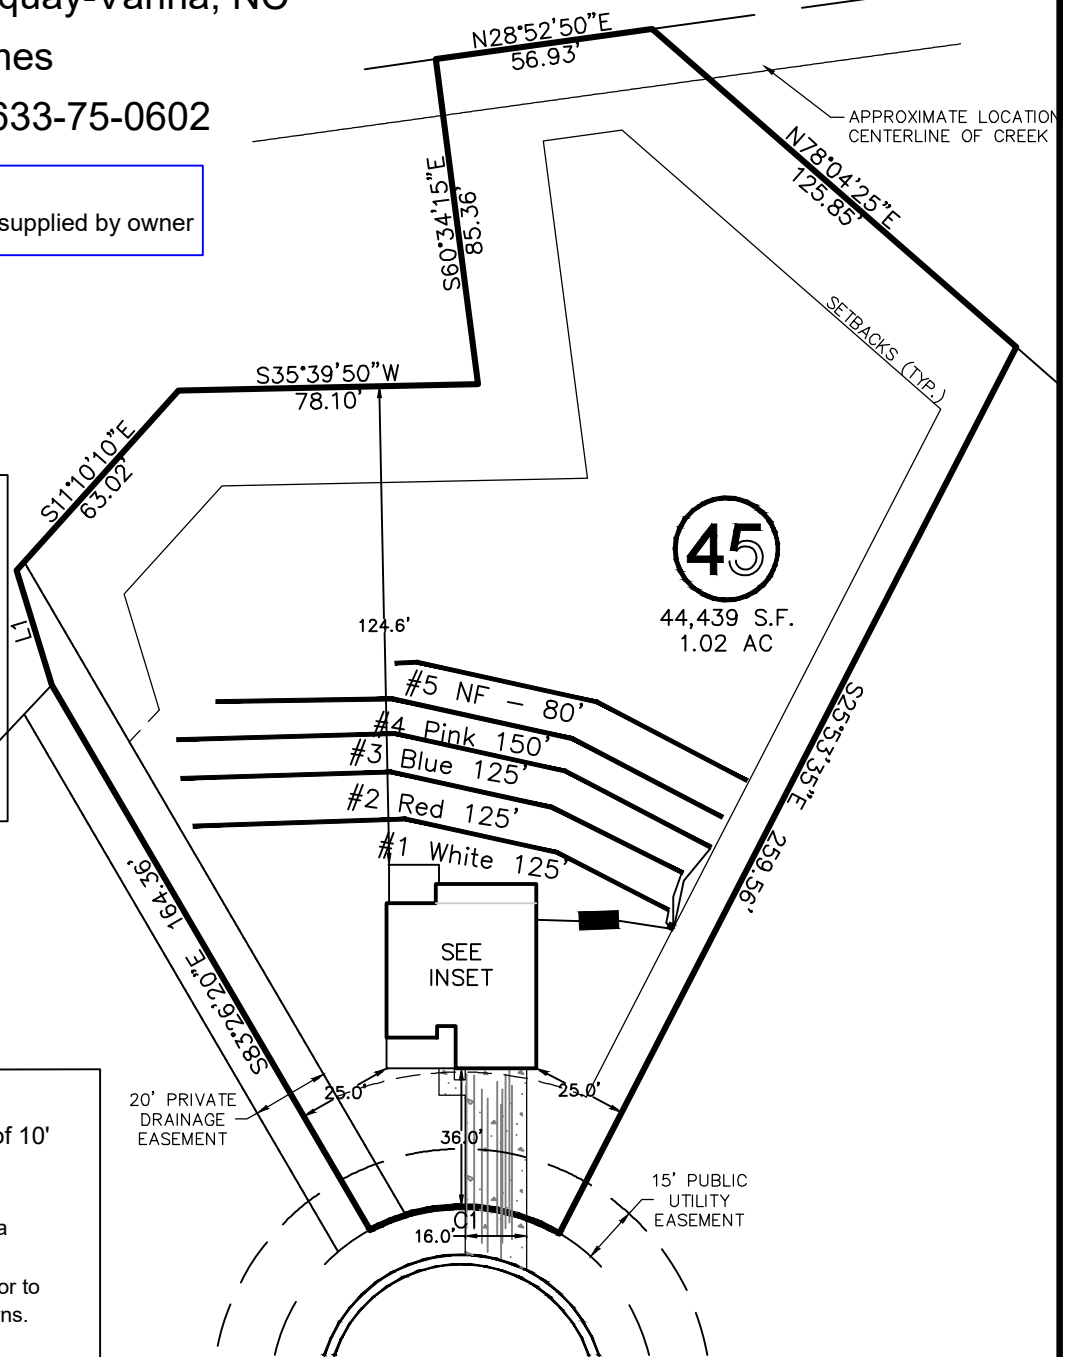 quay-Varina, NC
mes
633-75-0602
supplied by owner
N28°52'50"E
56.93'
APPROXIMATE LOCATION
CENTERLINE OF CREEK
N78°04'25"E
125.85'
S60°34'15"E
85.36'
SETBACKS (TYP.)
S35°39'50"W
78.10'
S11°10'10"E
63.02'
45
44,439 S.F.
1.02 AC
L1
124.6'
#5 NF - 80'
#4 Pink 150'
#3 Blue 125'
#2 Red 125'
#1 White 125'
S25°53'35"E 259.56'
S83°26'20"E 164.36'
SEE
INSET
20' PRIVATE
DRAINAGE
EASEMENT
25.0'
25.0'
36.0'
C1
16.0'
15' PUBLIC
UTILITY
EASEMENT
of 10'
a
or to
rns.